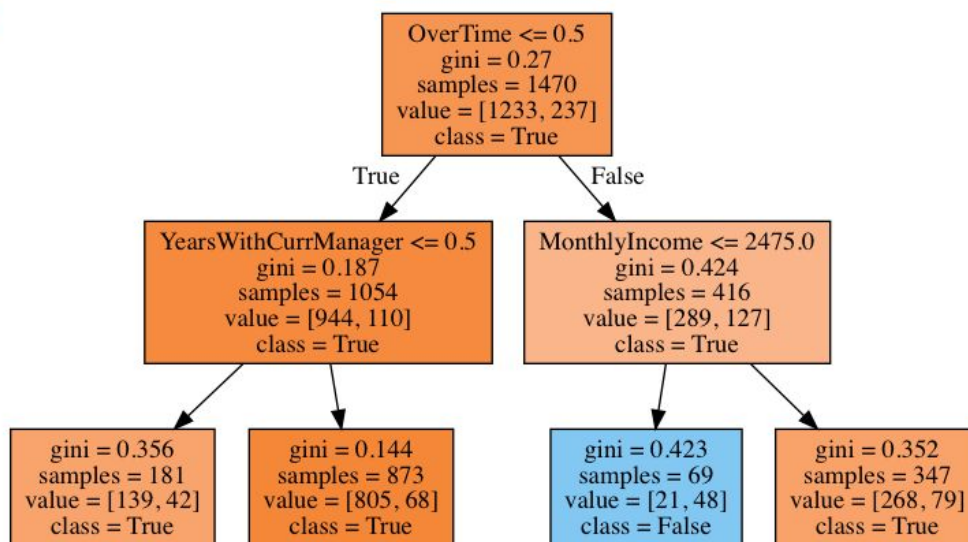 OverTime <= 0.5
gini = 0.27
samples = 1470
value = [1233, 237]
class = True
True
False
YearsWithCurrManager <= 0.5
gini = 0.187
samples = 1054
value = [944, 110]
class = True
MonthlyIncome <= 2475.0
gini = 0.424
samples = 416
value = [289, 127]
class = True
gini = 0.356
samples = 181
value = [139, 42]
class = True
gini = 0.144
samples = 873
value = [805, 68]
class = True
gini = 0.423
samples = 69
value = [21, 48]
class = False
gini = 0.352
samples = 347
value = [268, 79]
class = True